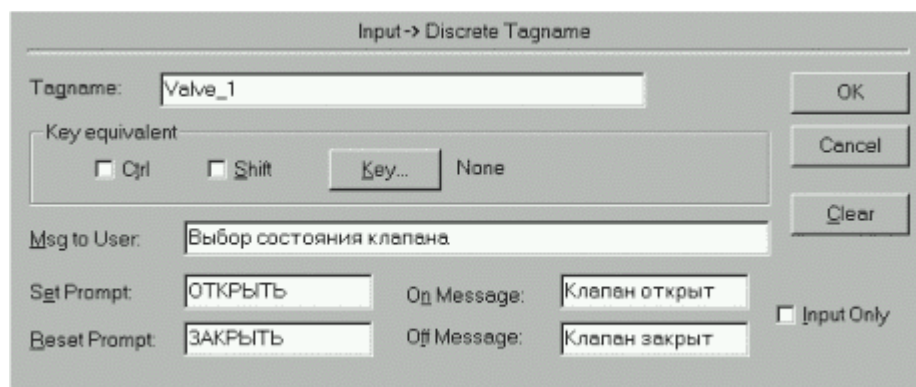 Input-> Discrete Tagname
Tagname: Valve_1 OK
Key equivalent
Cancel
Ctrl Shift Key... None
Clear
Msg to User: Выбор состояния клапана
Set Prompt: ОТКРЫТЬ On Message: Клапан открыт
Input Only
Reset Prompt: ЗАКРЫТЬ Off Message: Клапан закрыт